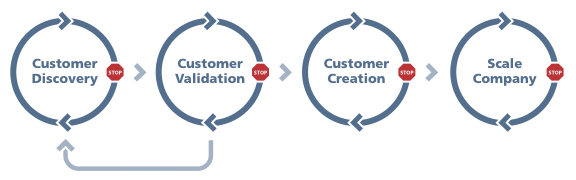 Customer
Discovery
STOP
Customer
Validation
STOP
Customer
Creation
STOP
Scale
Company
STOP